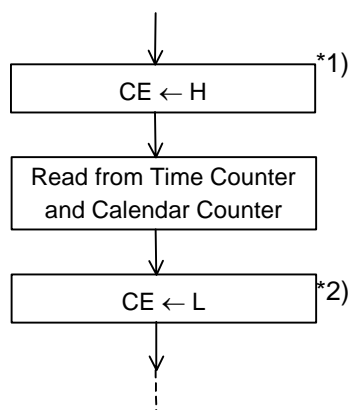 *1)
CE ← H
Read from Time Counter
and Calendar Counter
*2)
CE ← L